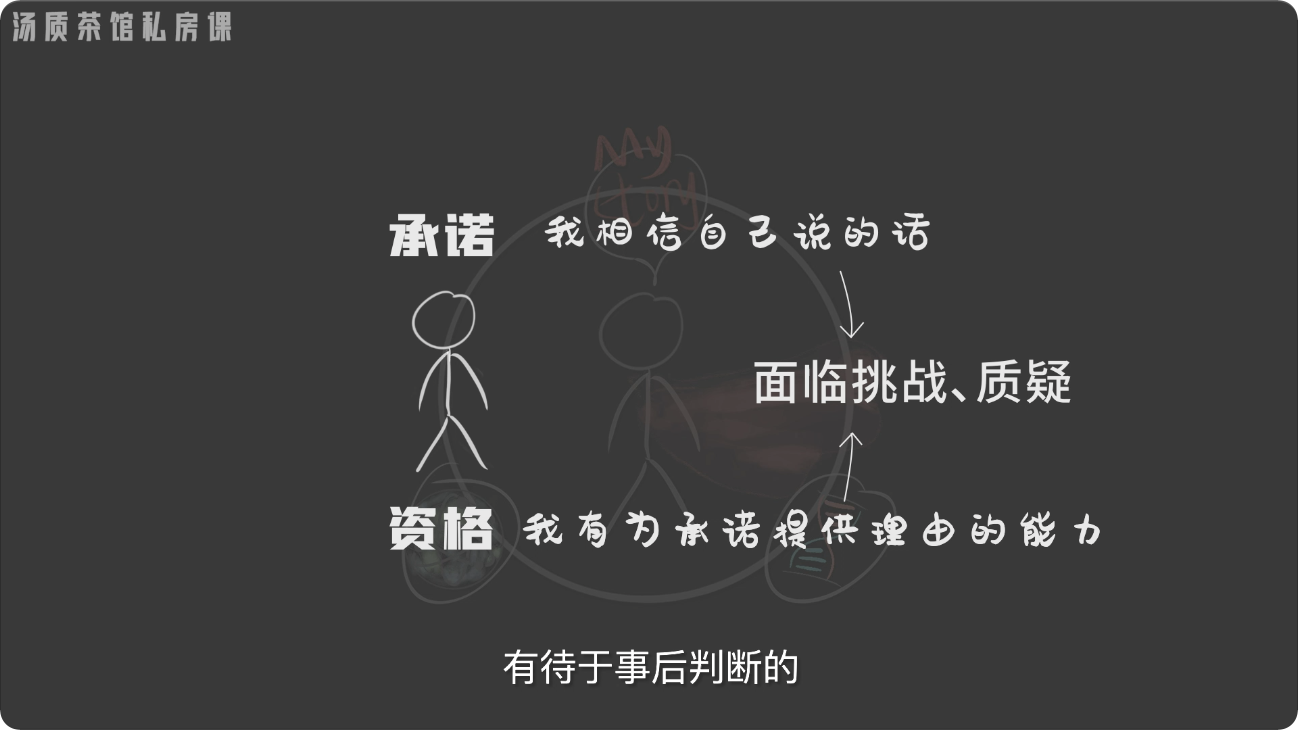 汤质茶馆私房课
My
turn
承诺 我相信自己说的话
面临挑战、质疑
资格 我有为承诺提供理由的能力
有待于事后判断的